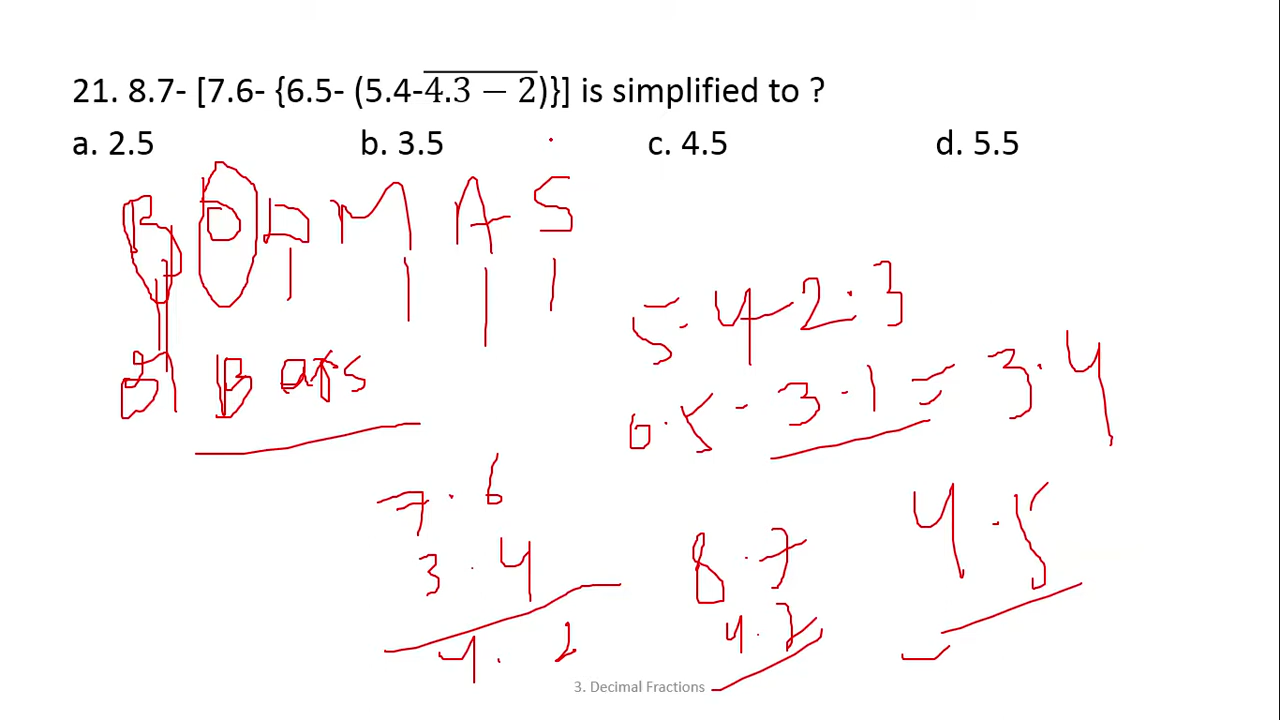 21. 8.7- [7.6- {6.5- (5.4-4.3 − 2)}] is simplified to ?
a. 2.5 b. 3.5 c. 4.5 d. 5.5
B O D M A S
5.4-2.3
6.5-3.1=3.4
7.6
3.4
4.2
8.7
4.2
4.5
3. Decimal Fractions